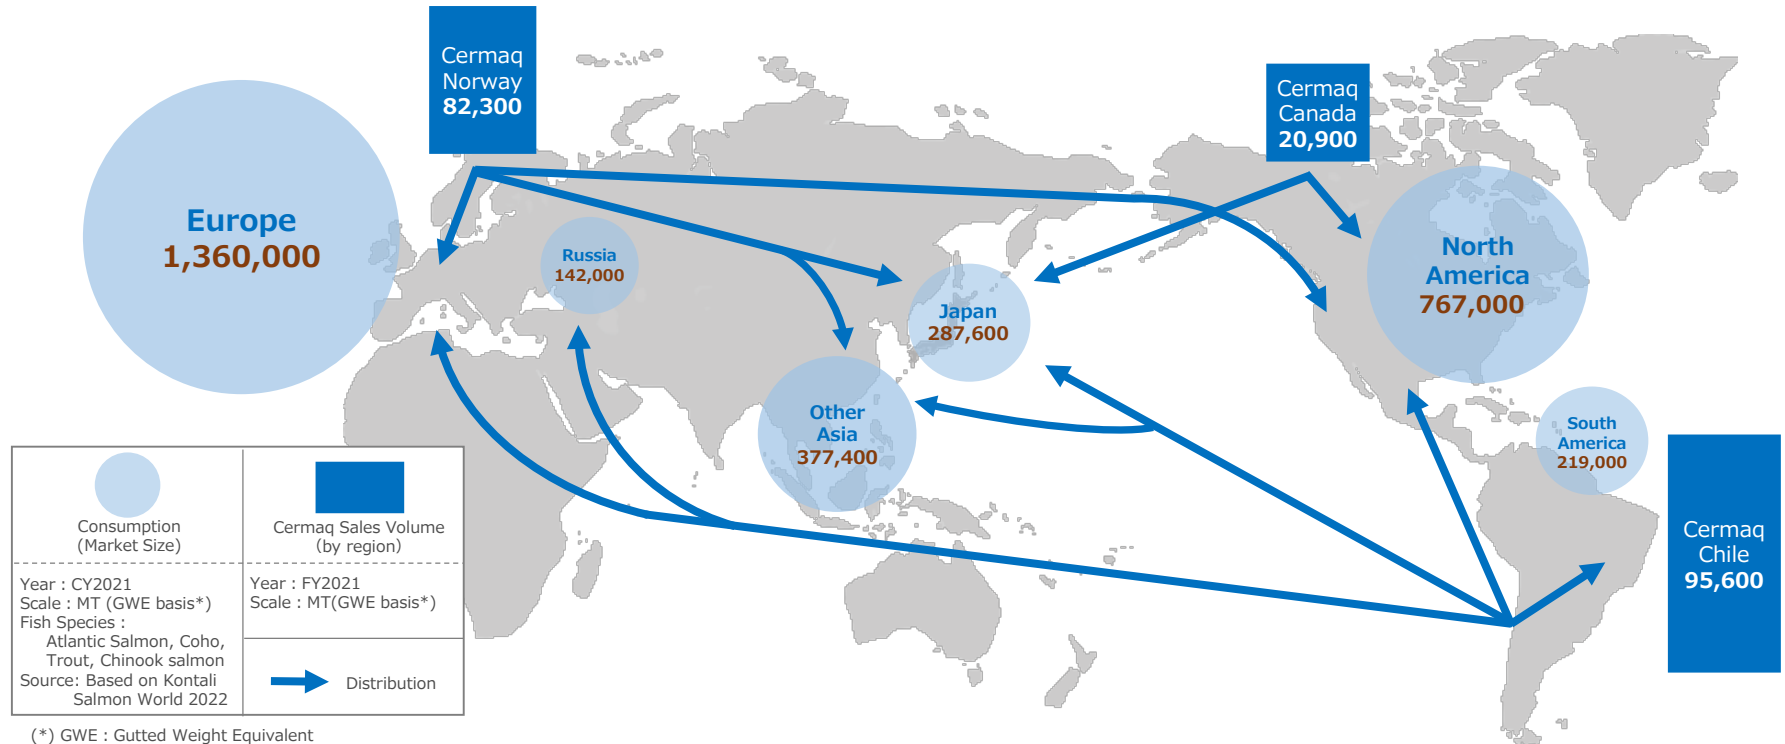 Cermaq
Norway
82,300
Cermaq
Canada
20,900
Europe
1,360,000
Russia
142,000
Japan
287,600
North
America
767,000
Other
Asia
377,400
South
America
219,000
Cermaq
Chile
95,600
Consumption
(Market Size)
Cermaq Sales Volume
(by region)
Year : CY2021
Scale : MT (GWE basis*)
Fish Species :
Atlantic Salmon, Coho,
Trout, Chinook salmon
Source: Based on Kontali
Salmon World 2022
Year : FY2021
Scale : MT(GWE basis*)
Distribution
(*) GWE : Gutted Weight Equivalent